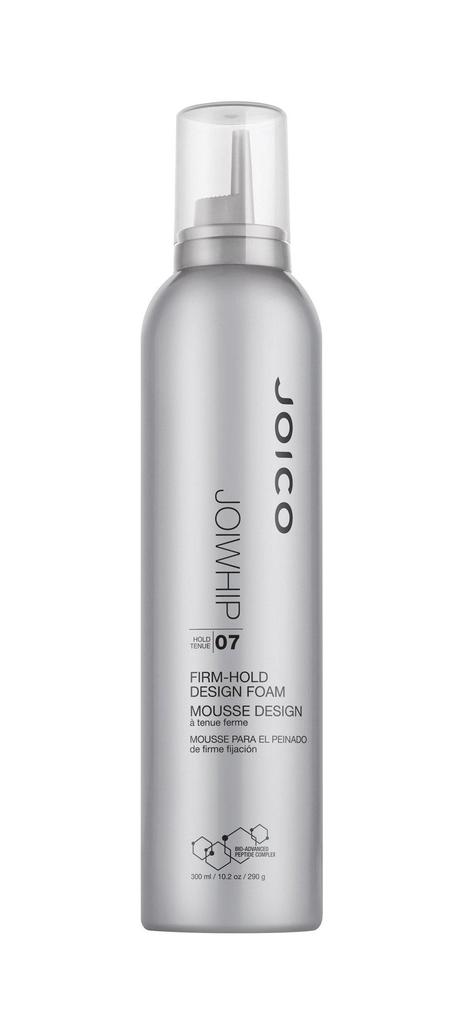 JOICO
JOIWHIP
HOLD
TENUE
07
FIRM-HOLD
DESIGN FOAM
MOUSSE DESIGN
à tenue ferme
MOUSSE PARA EL PEINADO
de firme fijación
BIO-ADVANCED
PEPTIDE COMPLEX
300 ml / 10.2 oz / 290 g